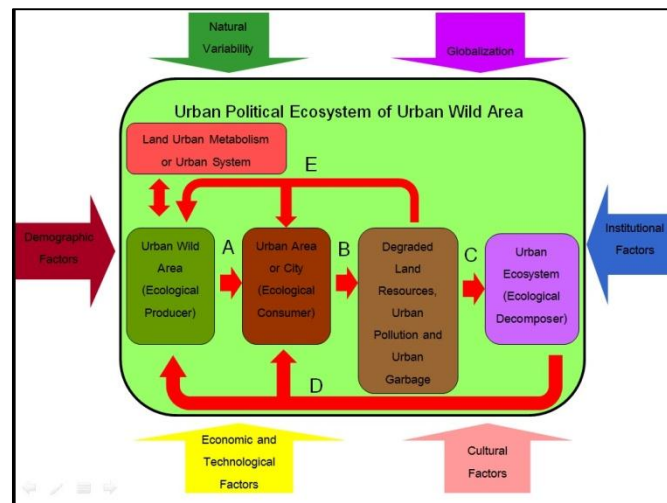 Natural
Variability
Globalization
Urban Political Ecosystem of Urban Wild Area
Land Urban Metabolism
or Urban System
E
Demographic
Factors
Urban Wild
Area
(Ecological
Producer)
A
Urban Area
or City
(Ecological
Consumer)
B
Degraded
Land
Resources,
Urban
Pollution and
Urban
Garbage
C
Urban
Ecosystem
(Ecological
Decomposer)
Institutional
Factors
D
Economic and
Technological
Factors
Cultural
Factors